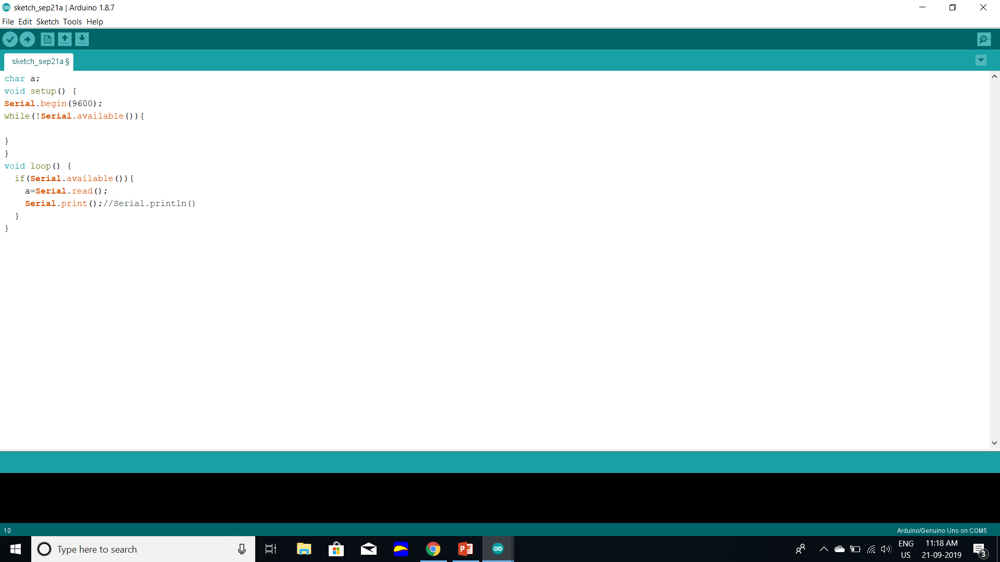 sketch_sep21a | Arduino 1.8.7
File Edit Sketch Tools Help
sketch_sep21a §
char a;
void setup() {
Serial.begin(9600);
while(!Serial.available()){
}
}
void loop() {
if(Serial.available()){
a=Serial.read();
Serial.print();//Serial.println()
}
}
10
Arduino/Genuino Uno on COM5
Type here to search
ENG
US
11:18 AM
21-09-2019
3